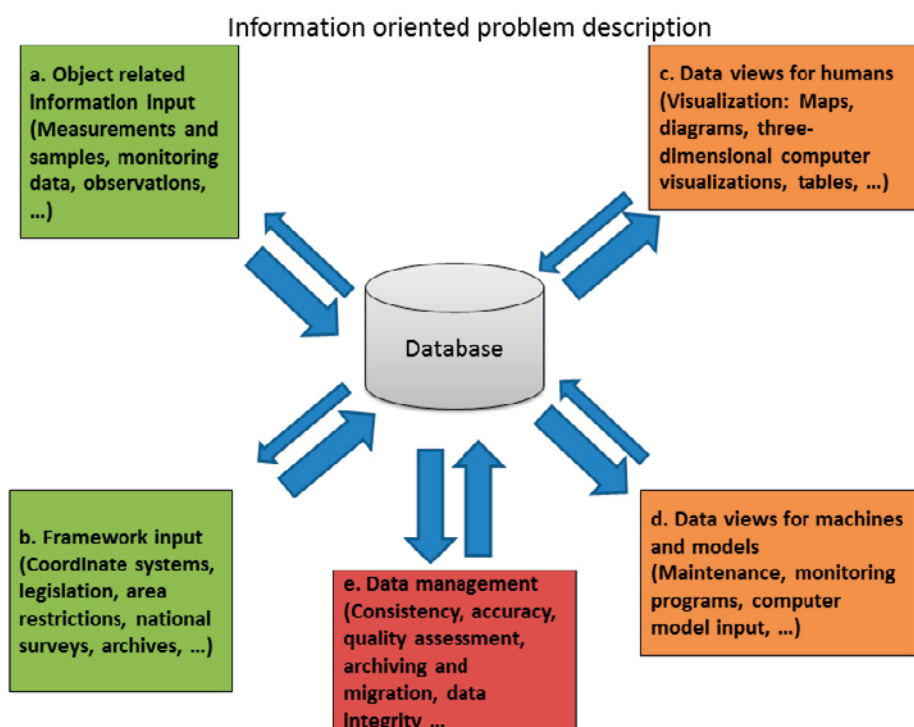 Information oriented problem description
a. Object related
Information input
(Measurements and
samples, monitoring
data, observations,
…)
c. Data views for humans
(Visualization: Maps,
diagrams, three-
dimensional computer
visualizations, tables, …)
Database
b. Framework input
(Coordinate systems,
legislation, area
restrictions, national
surveys, archives, …)
e. Data management
(Consistency, accuracy,
quality assessment,
archiving and
migration, data
integrity …
d. Data views for machines
and models
(Maintenance, monitoring
programs, computer
model input, …)